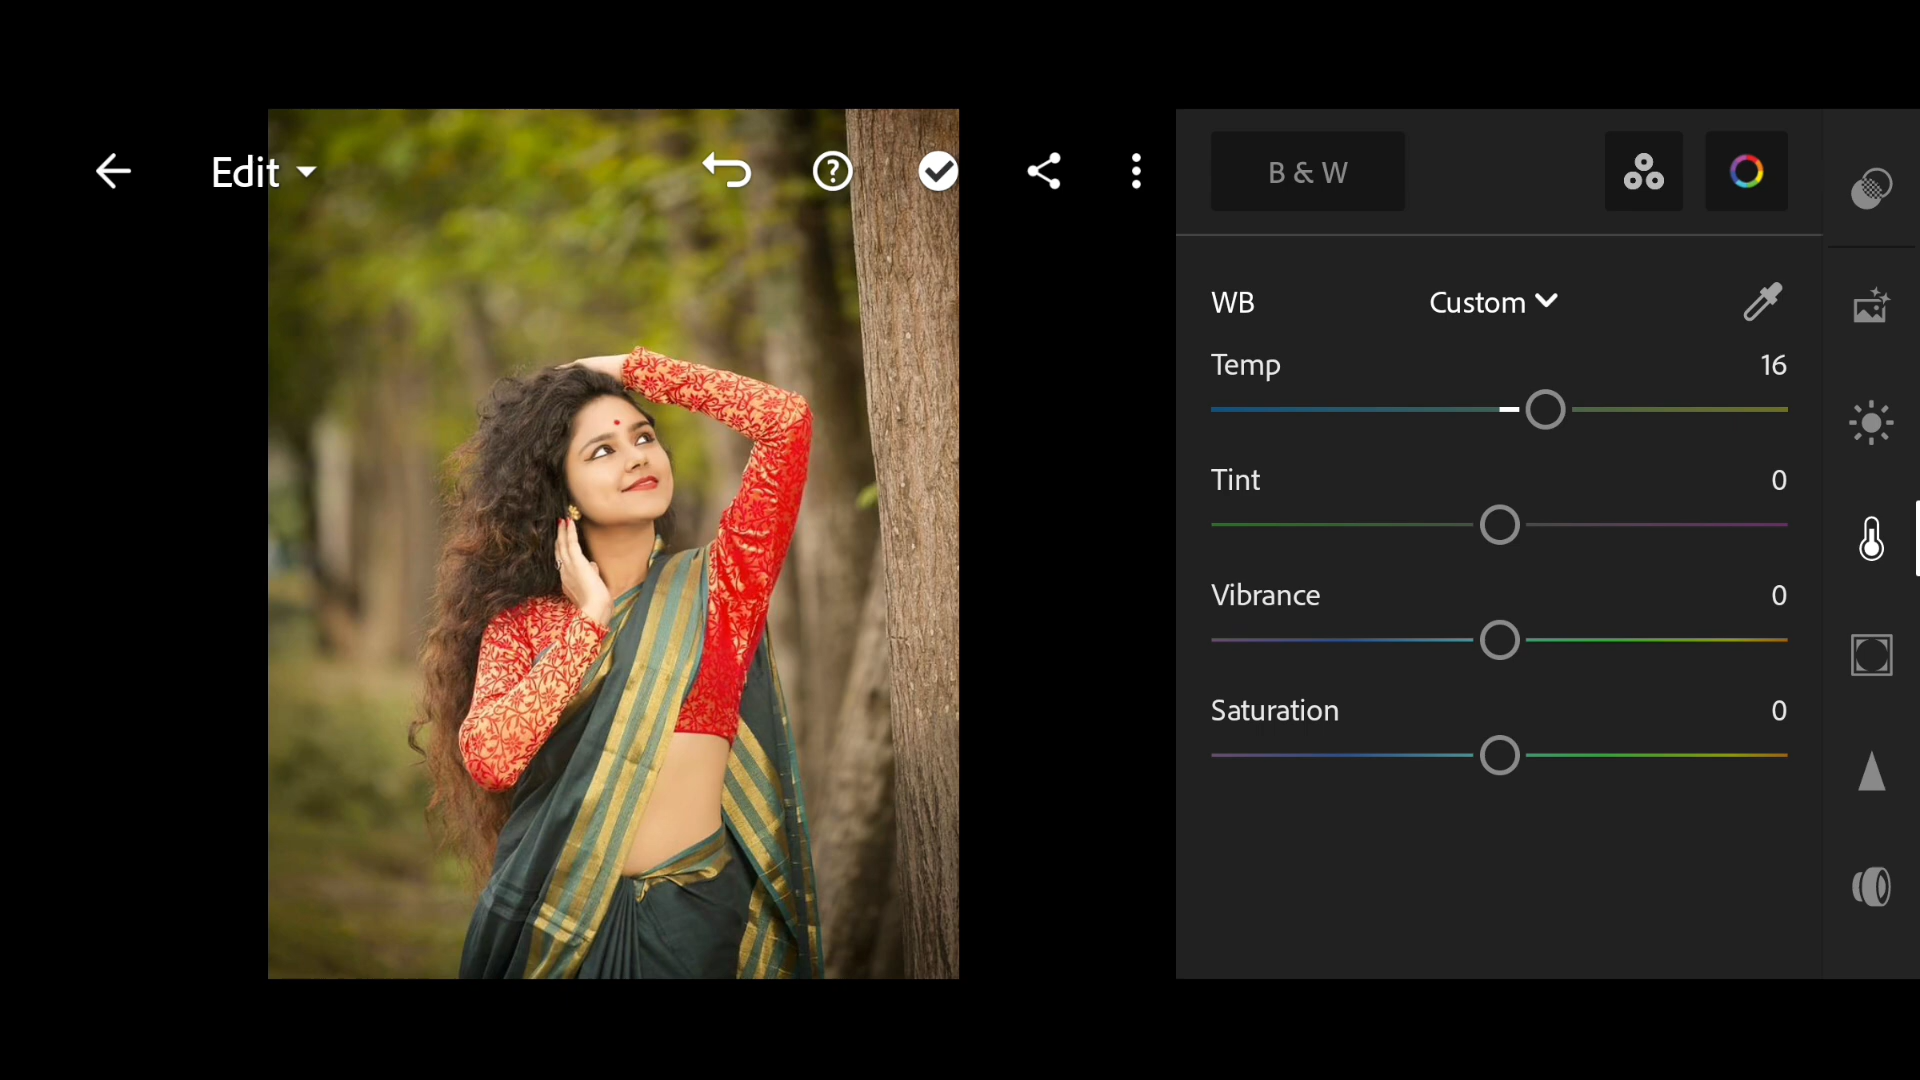 Edit
B & W
WB Custom
Temp 16
Tint 0
Vibrance 0
Saturation 0